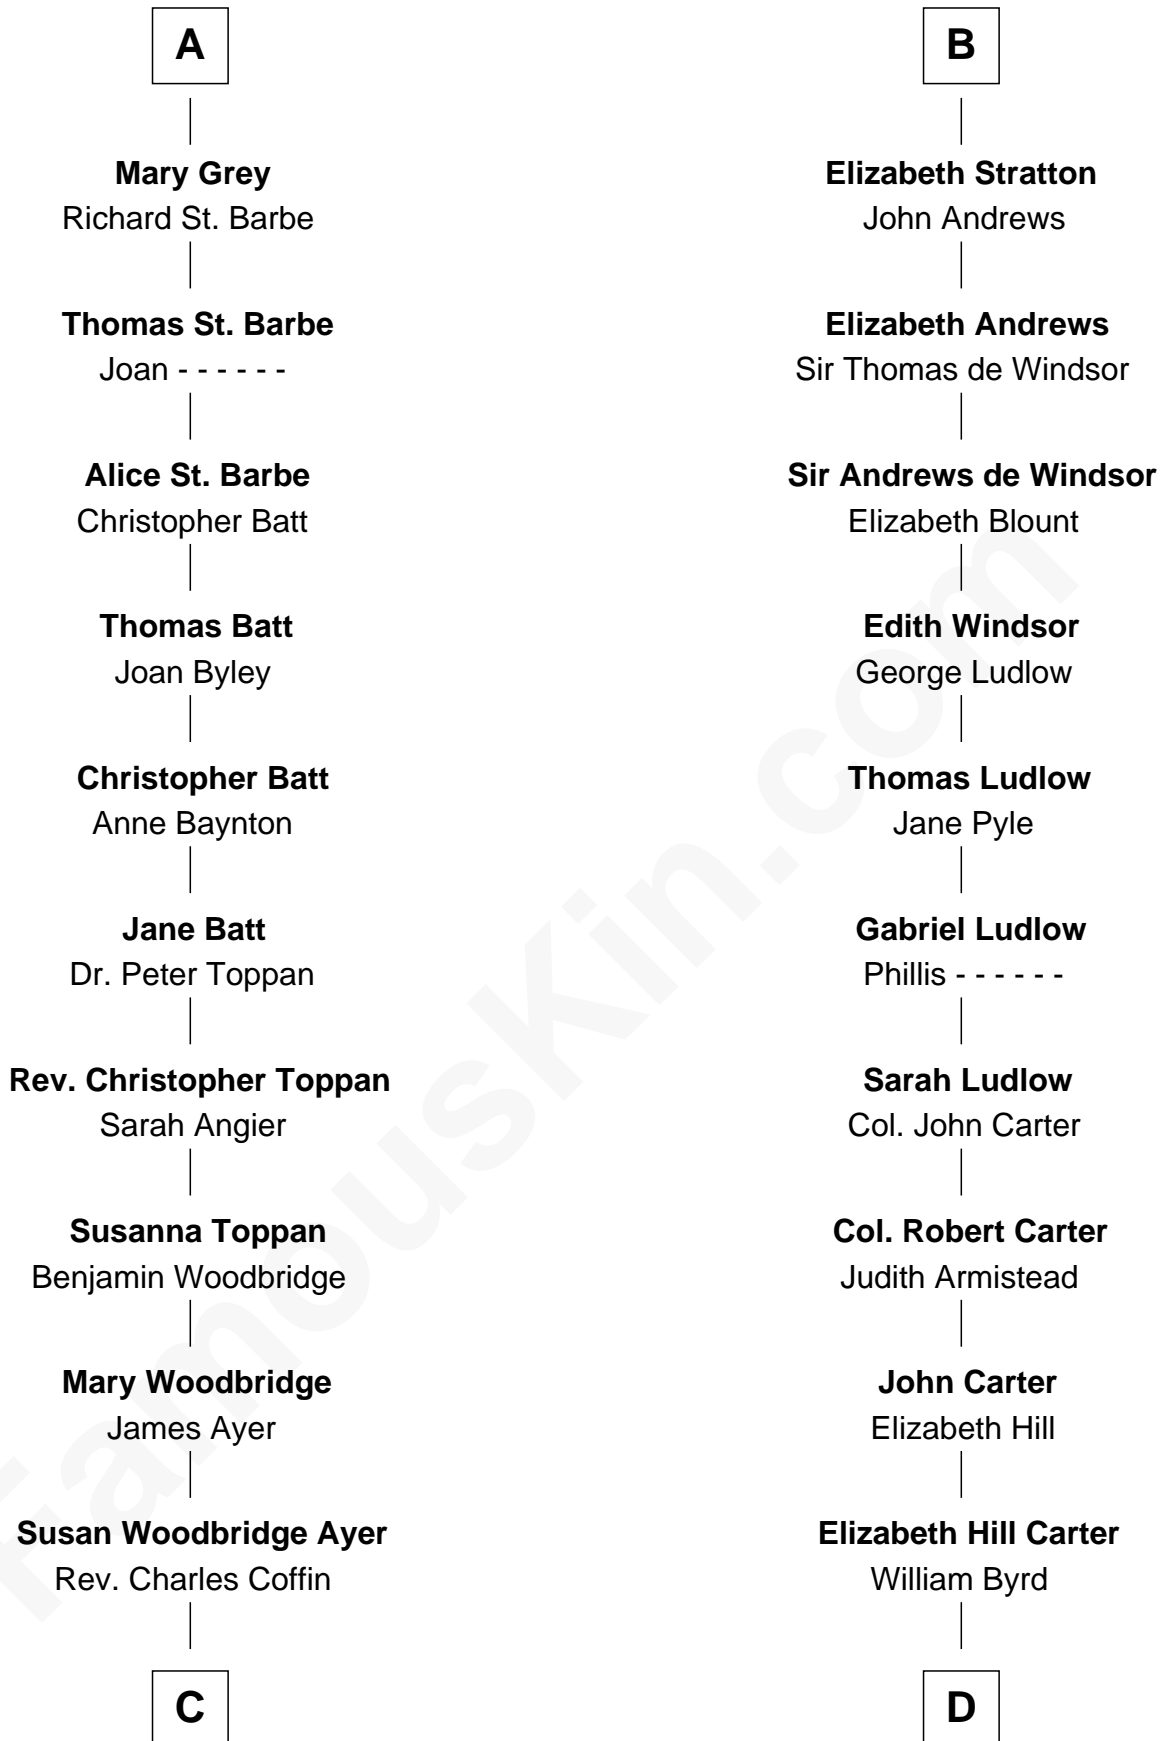 A
Mary Grey
Richard St. Barbe
Thomas St. Barbe
Joan - - - - - -
Alice St. Barbe
Christopher Batt
Thomas Batt
Joan Byley
Christopher Batt
Anne Baynton
Jane Batt
Dr. Peter Toppan
Rev. Christopher Toppan
Sarah Angier
Susanna Toppan
Benjamin Woodbridge
Mary Woodbridge
James Ayer
Susan Woodbridge Ayer
Rev. Charles Coffin
C
B
Elizabeth Stratton
John Andrews
Elizabeth Andrews
Sir Thomas de Windsor
Sir Andrews de Windsor
Elizabeth Blount
Edith Windsor
George Ludlow
Thomas Ludlow
Jane Pyle
Gabriel Ludlow
Phillis - - - - - -
Sarah Ludlow
Col. John Carter
Col. Robert Carter
Judith Armistead
John Carter
Elizabeth Hill
Elizabeth Hill Carter
William Byrd
D
FamousKin.com